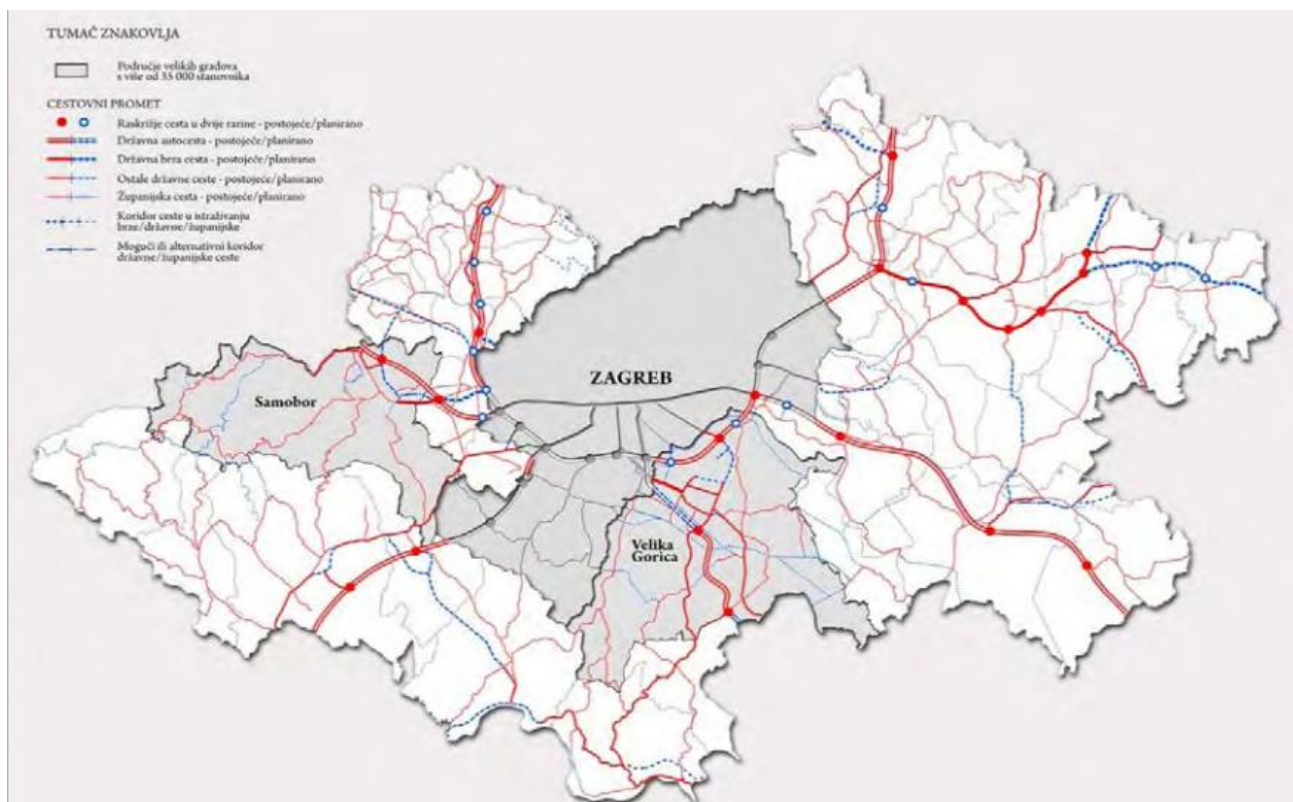 TUMAČ ZNAKOVLJA
Područje velikih gradova
s više od 35 000 stanovnika
CESTOVNI PROMET
Raskrižje cesta u dvije razine - postojeće/planirano
Državna autocesta - postojeće/planirano
Državna brza cesta - postojeće/planirano
Ostale državne ceste - postojeće/planirano
Županijska cesta - postojeće/planirano
Koridor ceste u istraživanju
brze/državne/županijske
Mogući ili alternativni koridor
državne/županijske ceste
ZAGREB
Samobor
Velika
Gorica